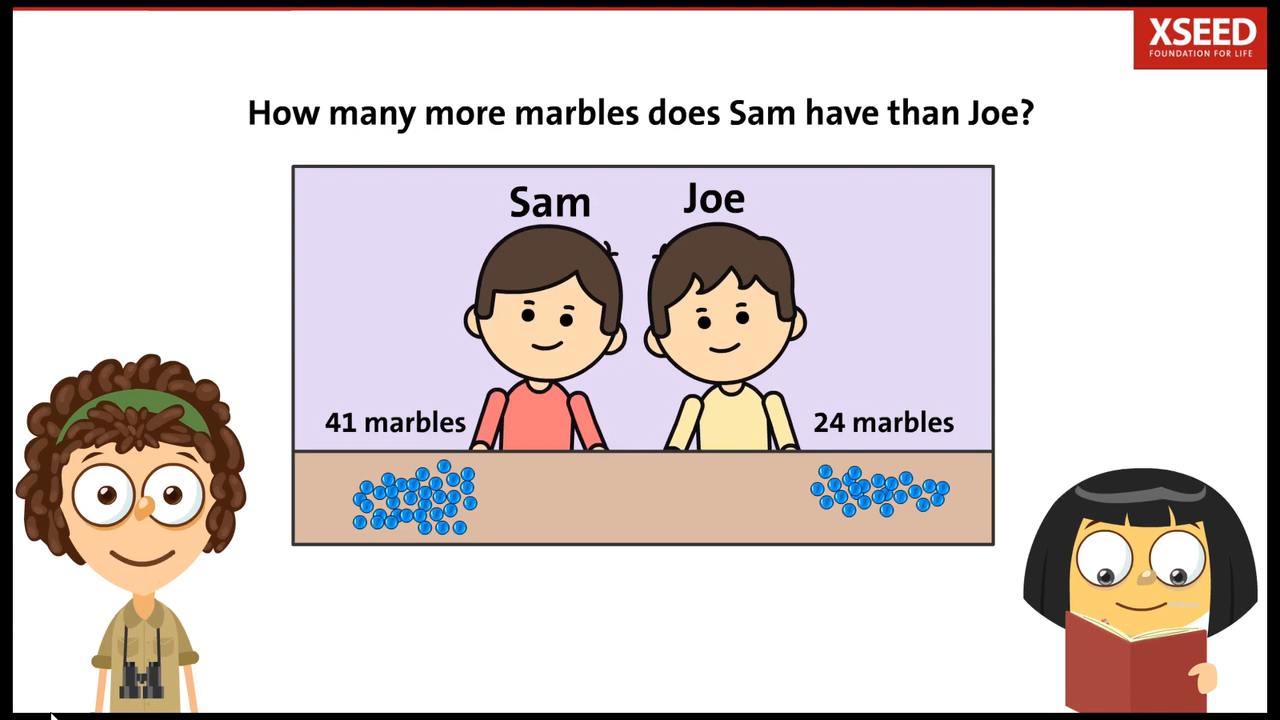 XSEED
FOUNDATION FOR LIFE
How many more marbles does Sam have than Joe?
Sam
Joe
41 marbles
24 marbles